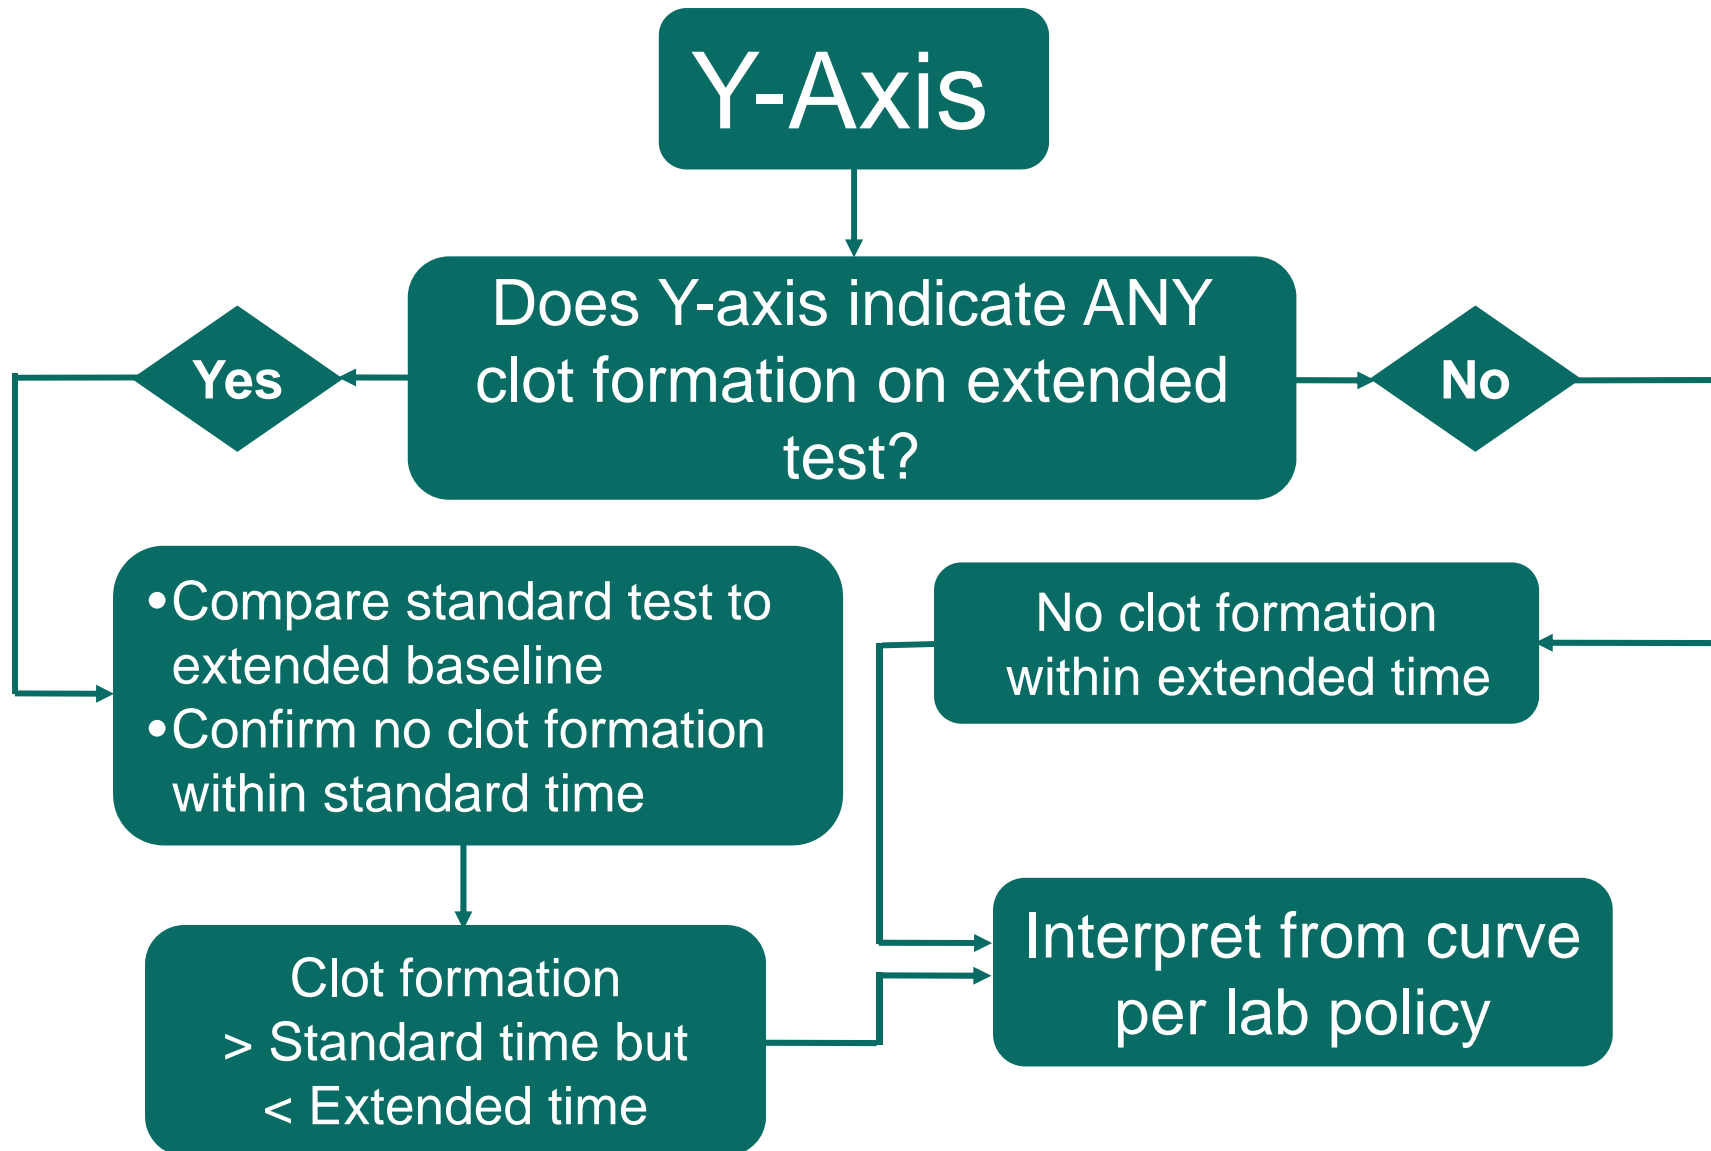 Y-Axis
Does Y-axis indicate ANY
clot formation on extended
test?
Yes
No
•Compare standard test to
extended baseline
•Confirm no clot formation
within standard time
No clot formation
within extended time
Clot formation
> Standard time but
< Extended time
Interpret from curve
per lab policy